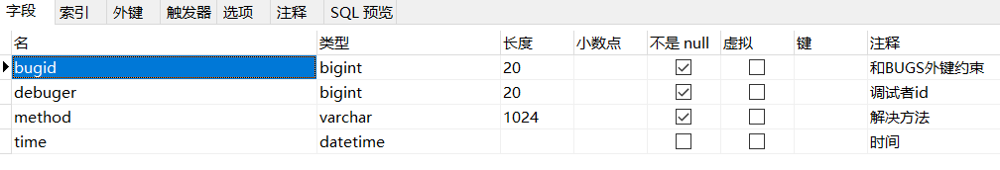 字段 索引 外键 触发器 选项 注释 SQL 预览
名 类型 长度 小数点 不是 null 虚拟 键 注释
bugid bigint 20 和BUGS外键约束
debuger bigint 20 调试者id
method varchar 1024 解决方法
time datetime 时间